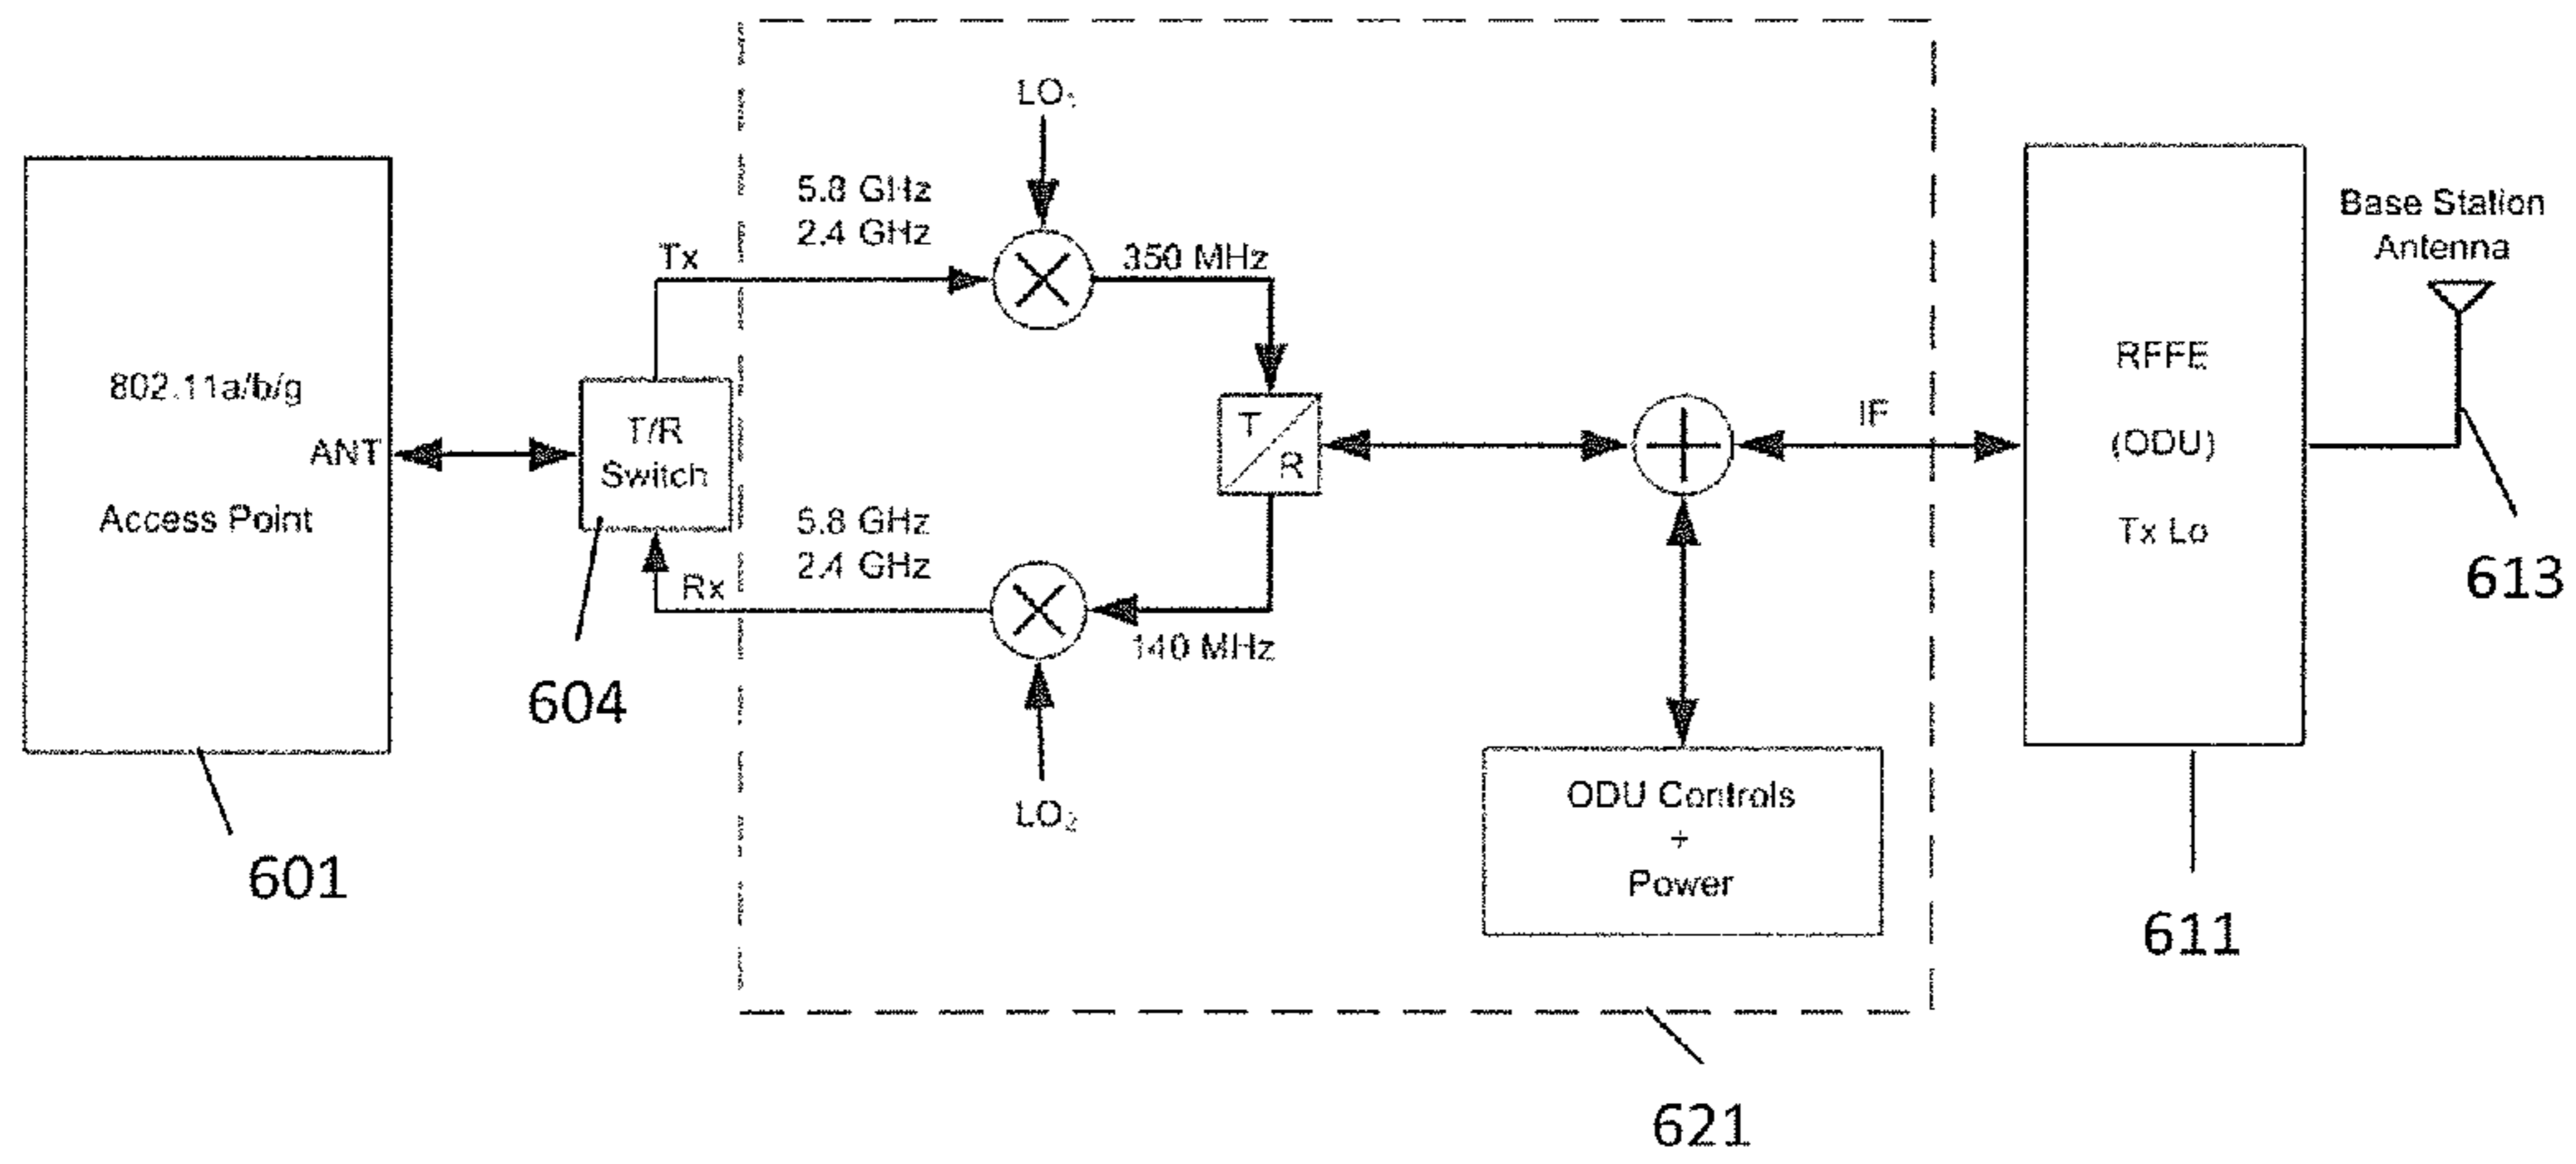 LO₁
5.8 GHz
2.4 GHz
Tx
350 MHz
802.11a/b/g
ANT
Access Point
T/R
Switch
T
R
IF
RFFE
(ODU)
Tx Lo
Base Station
Antenna
613
5.8 GHz
2.4 GHz
Rx
140 MHz
604
LO₂
ODU Controls
+
Power
601
611
621